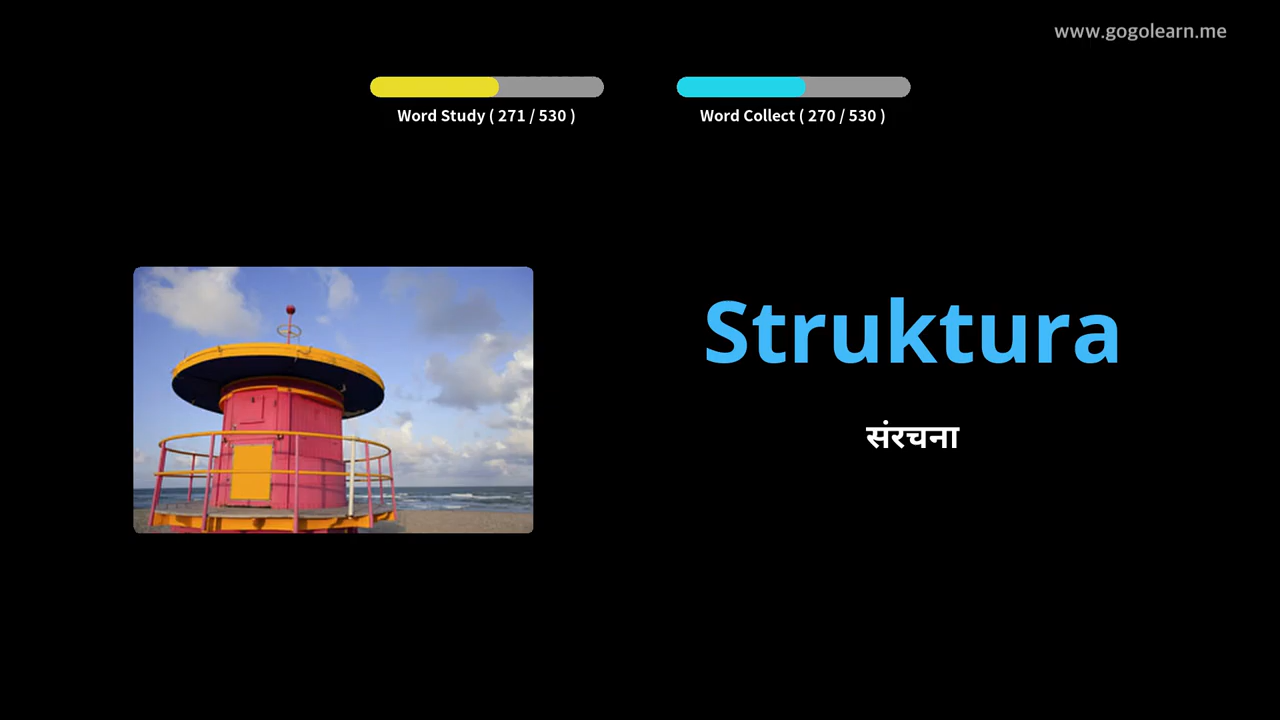 www.gogolearn.me
Word Study ( 271 / 530 )
Word Collect ( 270 / 530 )
Struktura
संरचना